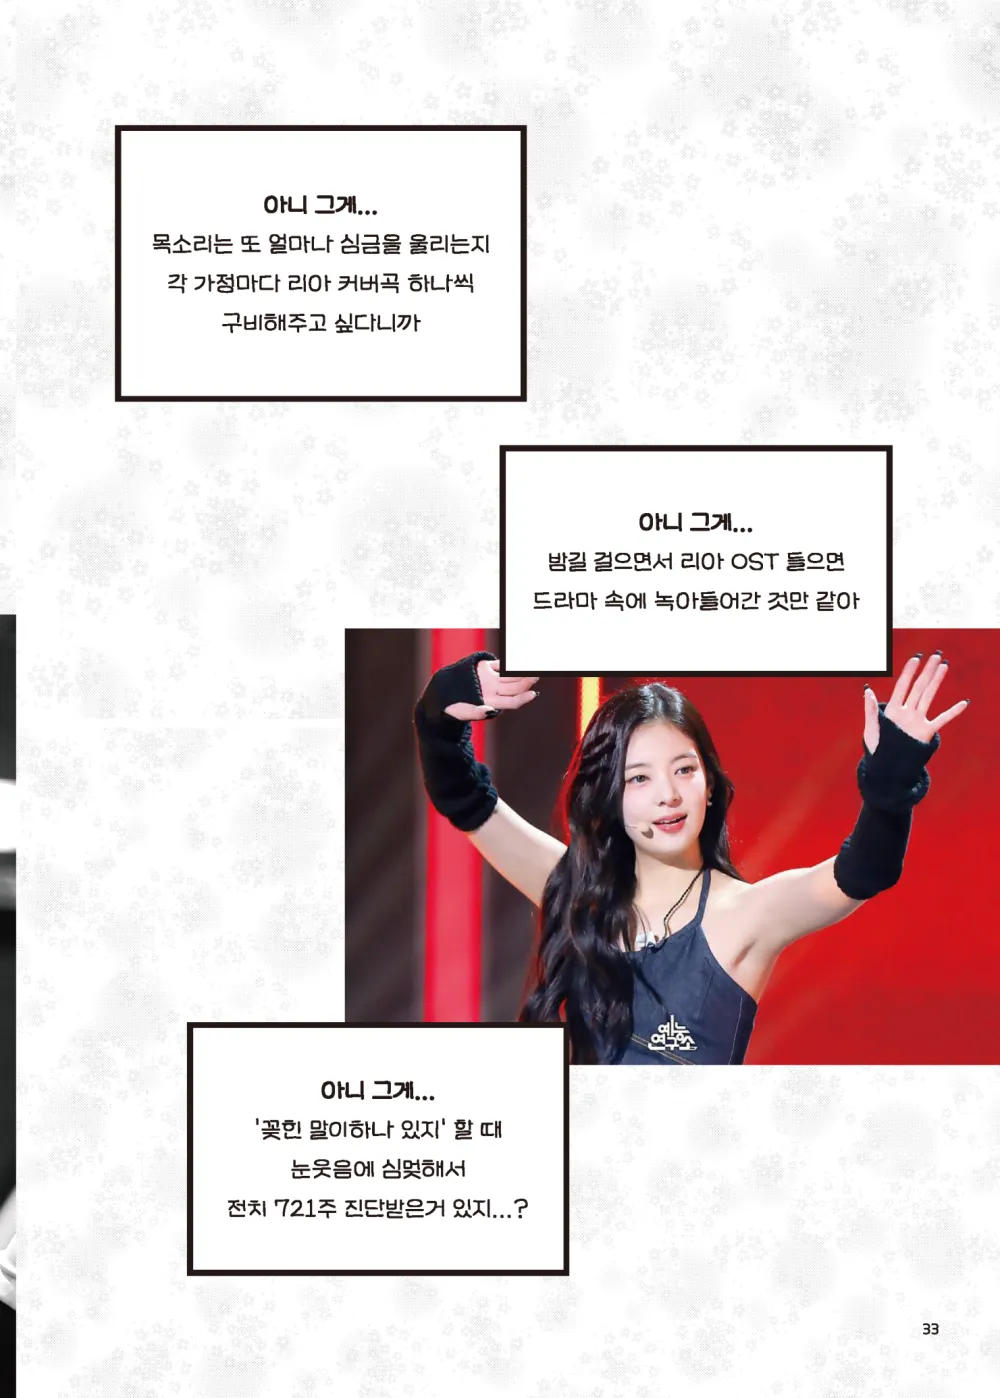 아니 그게...
목소리는 또 얼마나 심금을 울리는지
각 가정마다 리아 커버곡 하나씩
구비해주고 싶다니까
아니 그게...
밤길 걸으면서 리아 OST 들으면
드라마 속에 녹아들어간 것만 같아
예능
연구소
아니 그게...
'꽂힌 말이하나 있지' 할 때
눈웃음에 심멎해서
전치 721주 진단받은거 있지...?
33